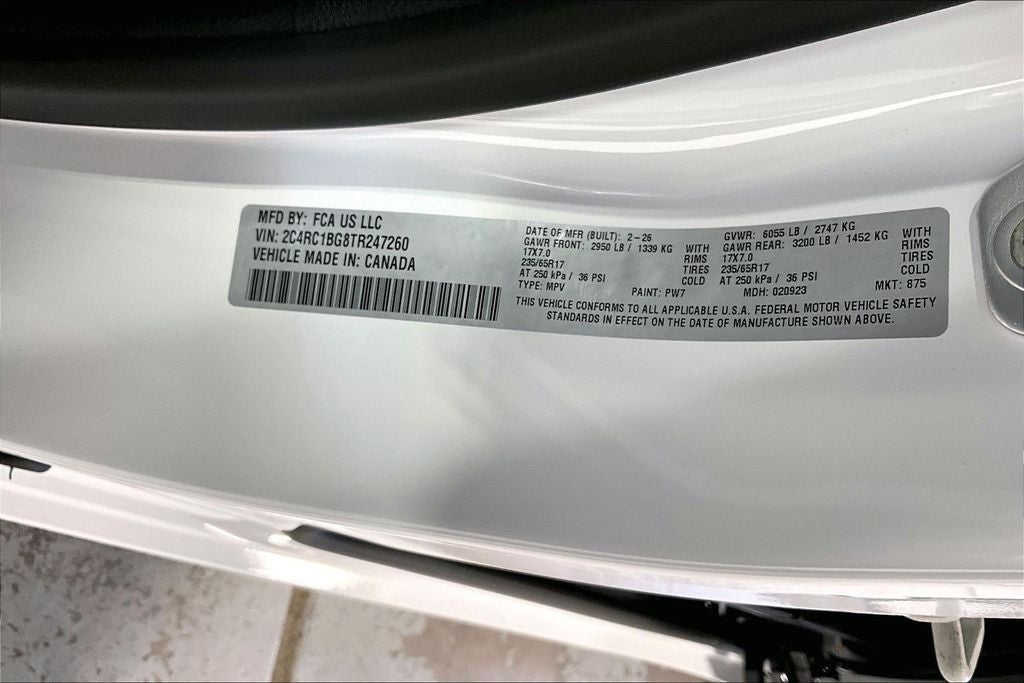 MFD BY: FCA US LLC
VIN: 2C4RC1BG8TR247260
VEHICLE MADE IN: CANADA
DATE OF MFR (BUILT): 2-26
GAWR FRONT: 2950 LB / 1339 KG WITH
17X7.0 RIMS
235/65R17 TIRES
AT 250 kPa / 36 PSI COLD
GVWR: 6055 LB / 2747 KG
GAWR REAR: 3200 LB / 1452 KG WITH
17X7.0 RIMS
235/65R17 TIRES
AT 250 kPa / 36 PSI COLD
TYPE: MPV PAINT: PW7 MDH: 020923 MKT: 875
THIS VEHICLE CONFORMS TO ALL APPLICABLE U.S.A. FEDERAL MOTOR VEHICLE SAFETY
STANDARDS IN EFFECT ON THE DATE OF MANUFACTURE SHOWN ABOVE.